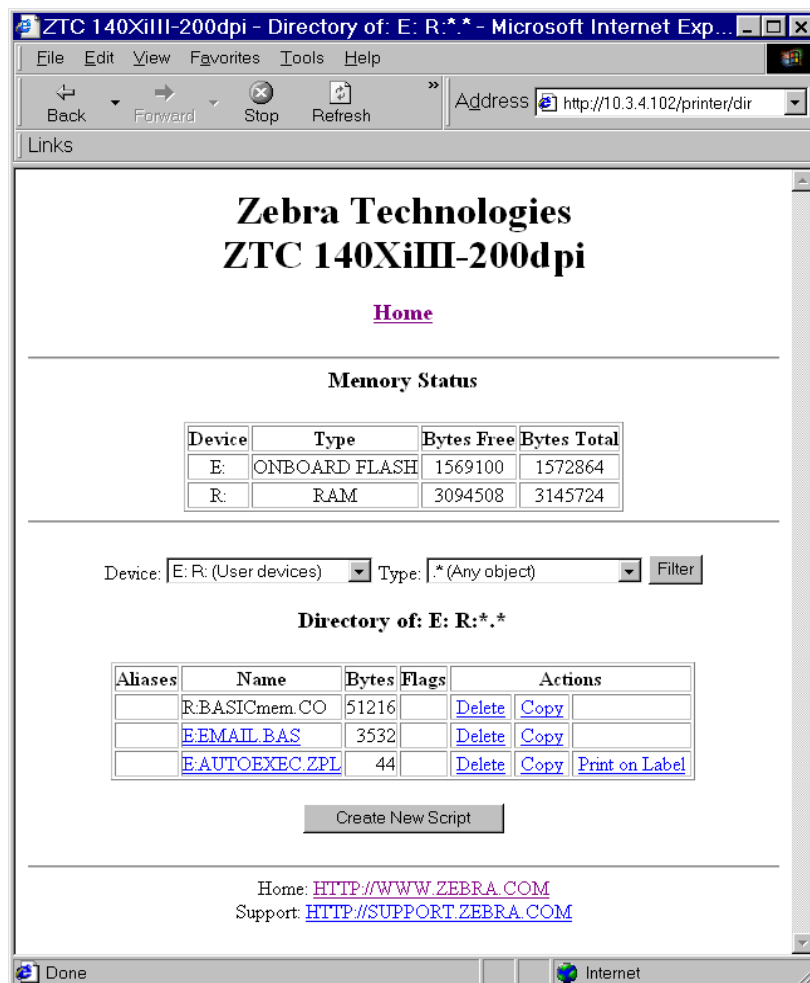 ZTC 140XiIII-200dpi - Directory of: E: R:*.* - Microsoft Internet Exp...
File Edit View Favorites Tools Help
Back Forward Stop Refresh » Address http://10.3.4.102/printer/dir
Links
Zebra Technologies
ZTC 140XiIII-200dpi
Home
Memory Status
Device Type Bytes Free Bytes Total
E: ONBOARD FLASH 1569100 1572864
R: RAM 3094508 3145724
Device: E: R: (User devices) Type: .* (Any object) Filter
Directory of: E: R:*.*
Aliases Name Bytes Flags Actions
R:BASICmem.CO 51216 Delete Copy
E:EMAIL.BAS 3532 Delete Copy
E:AUTOEXEC.ZPL 44 Delete Copy Print on Label
Create New Script
Home: HTTP://WWW.ZEBRA.COM
Support: HTTP://SUPPORT.ZEBRA.COM
Done Internet